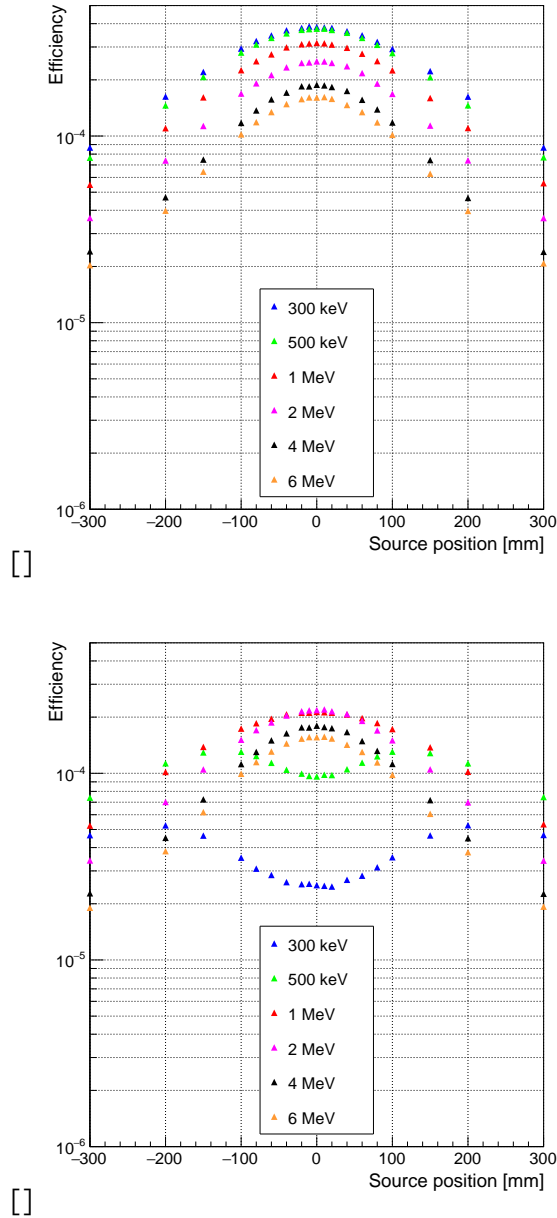 Efficiency
10⁻⁴
10⁻⁵
10⁻⁶
300 keV
500 keV
1 MeV
2 MeV
4 MeV
6 MeV
−300 −200 −100 0 100 200 300
Source position [mm]
[]
Efficiency
10⁻⁴
10⁻⁵
10⁻⁶
300 keV
500 keV
1 MeV
2 MeV
4 MeV
6 MeV
−300 −200 −100 0 100 200 300
Source position [mm]
[]